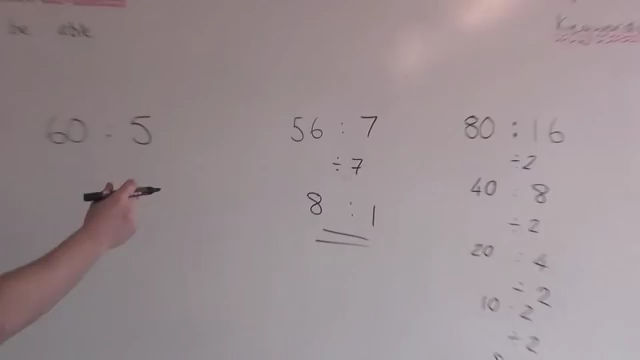 be able
60 : 5
56 : 7
÷ 7
8 : 1
80 : 16
÷ 2
40 : 8
÷ 2
20 : 4
÷ 2
10 : 2
÷ 2